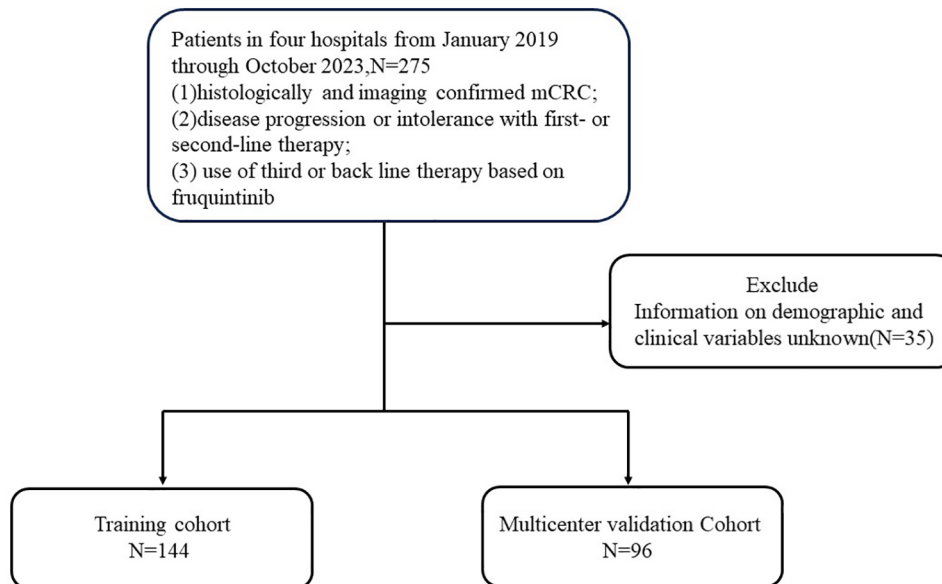 Patients in four hospitals from January 2019
through October 2023,N=275
(1)histologically and imaging confirmed mCRC;
(2)disease progression or intolerance with first- or
second-line therapy;
(3) use of third or back line therapy based on
fruquintinib
Exclude
Information on demographic and
clinical variables unknown(N=35)
Training cohort
N=144
Multicenter validation Cohort
N=96